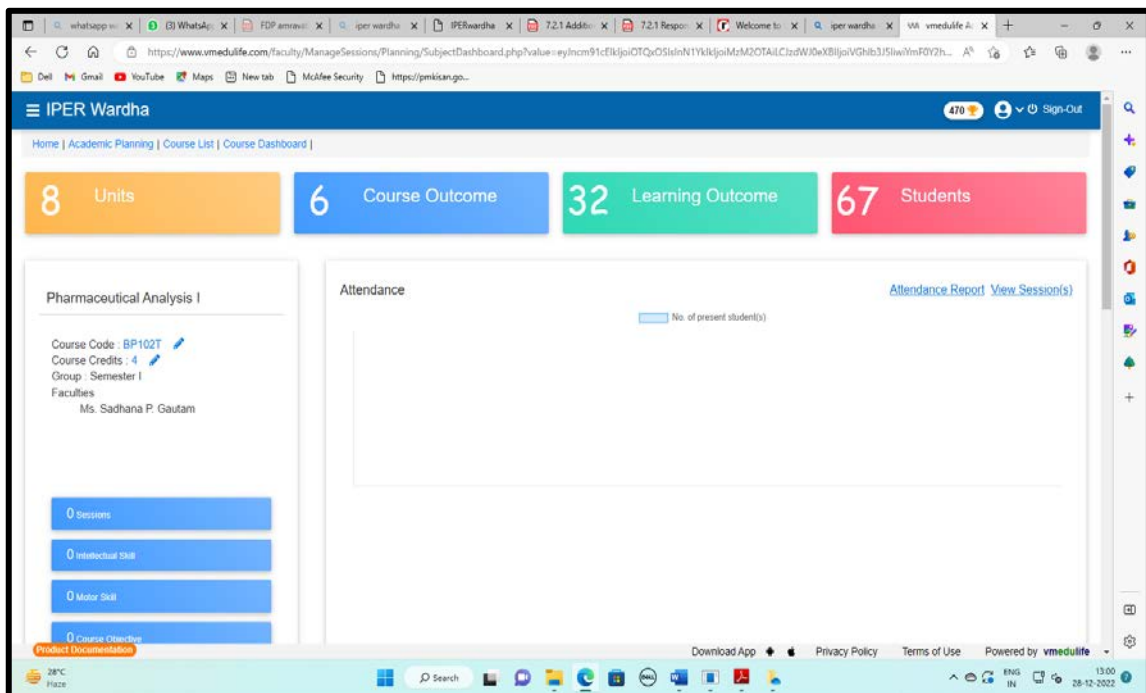 whatsapp w
(3) WhatsAp
FDP amravat
iper wardha
IPERwardha
7.2.1 Additio
7.2.1 Respon
Welcome to
iper wardha
vmedulife A
https://www.vmedulife.com/faculty/ManageSessions/Planning/SubjectDashboard.php?value=
Dell Gmail YouTube Maps New tab McAfee Security https://pmkisan.go...
IPER Wardha
470
Sign-Out
Home | Academic Planning | Course List | Course Dashboard |
8 Units
6 Course Outcome
32 Learning Outcome
67 Students
Pharmaceutical Analysis I
Course Code : BP102T
Course Credits : 4
Group : Semester I
Faculties
Ms. Sadhana P. Gautam
0 Sessions
0 Intellectual Skill
0 Motor Skill
0 Course Objective
Attendance
Attendance Report View Session(s)
No. of present student(s)
Product Documentation
Download App Privacy Policy Terms of Use Powered by vmedulife
28°C
Haze
Search
DELL
ENG
IN
13:00
28-12-2022